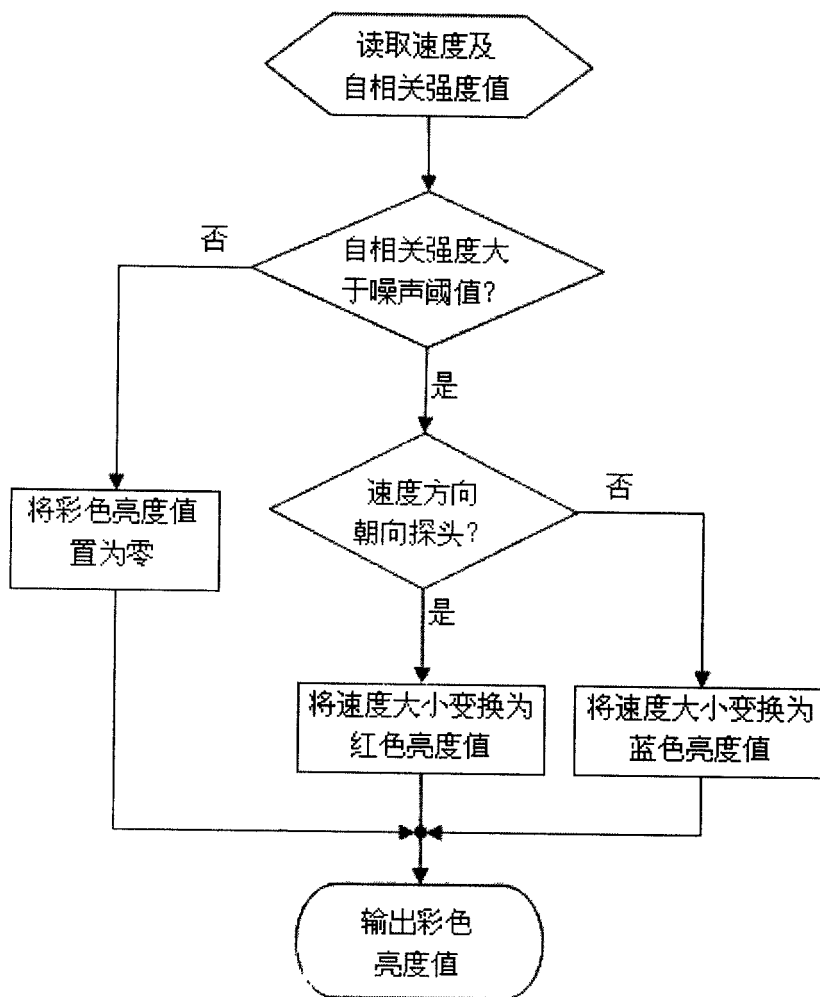 读取速度及
自相关强度值
否
自相关强度大
于噪声阈值?
是
将彩色亮度值
置为零
速度方向
朝向探头?
否
是
将速度大小变换为
红色亮度值
将速度大小变换为
蓝色亮度值
输出彩色
亮度值